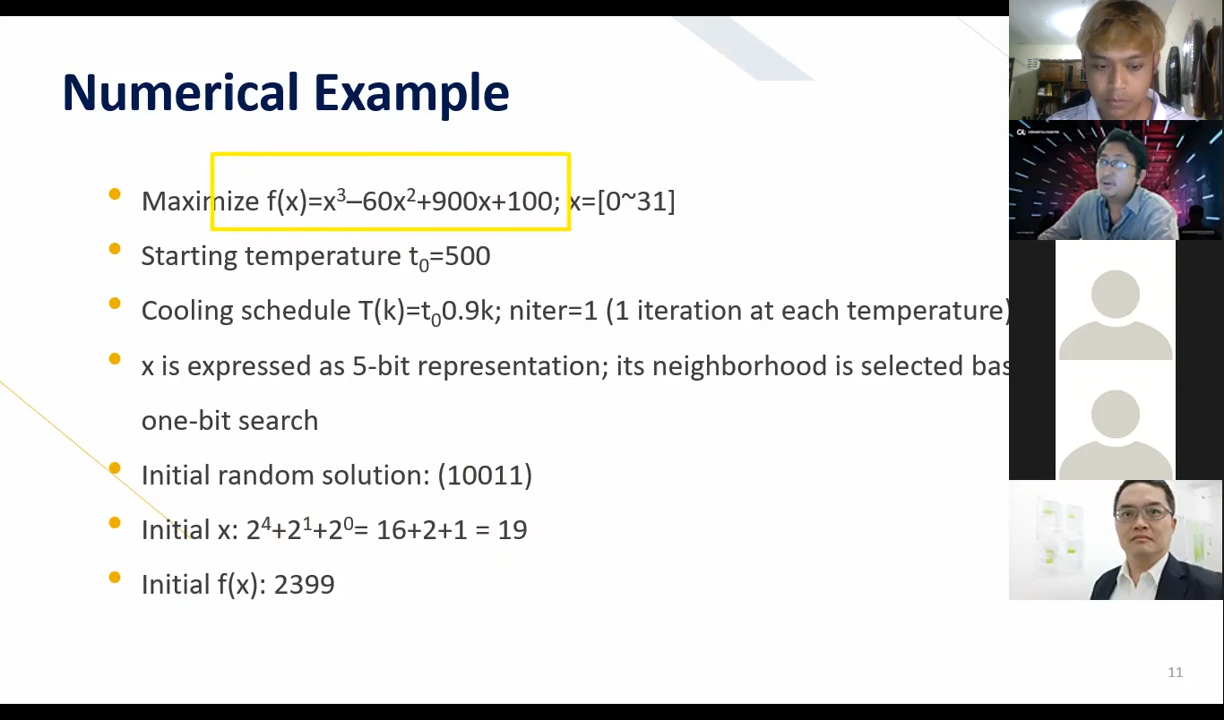 Numerical Example
Maximize f(x)=x³–60x²+900x+100; x=[0~31]
Starting temperature t₀=500
Cooling schedule T(k)=t₀0.9k; niter=1 (1 iteration at each temperature)
x is expressed as 5-bit representation; its neighborhood is selected
one-bit search
Initial random solution: (10011)
Initial x: 2⁴+2¹+2⁰= 16+2+1 = 19
Initial f(x): 2399
11